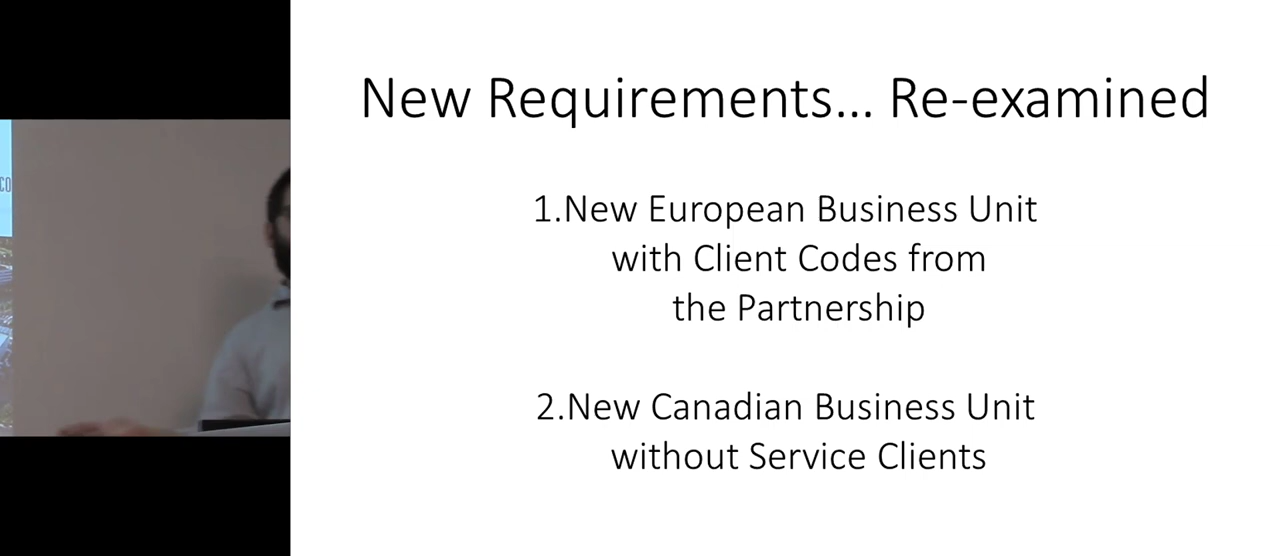 New Requirements... Re-examined
1.New European Business Unit
with Client Codes from
the Partnership
2.New Canadian Business Unit
without Service Clients